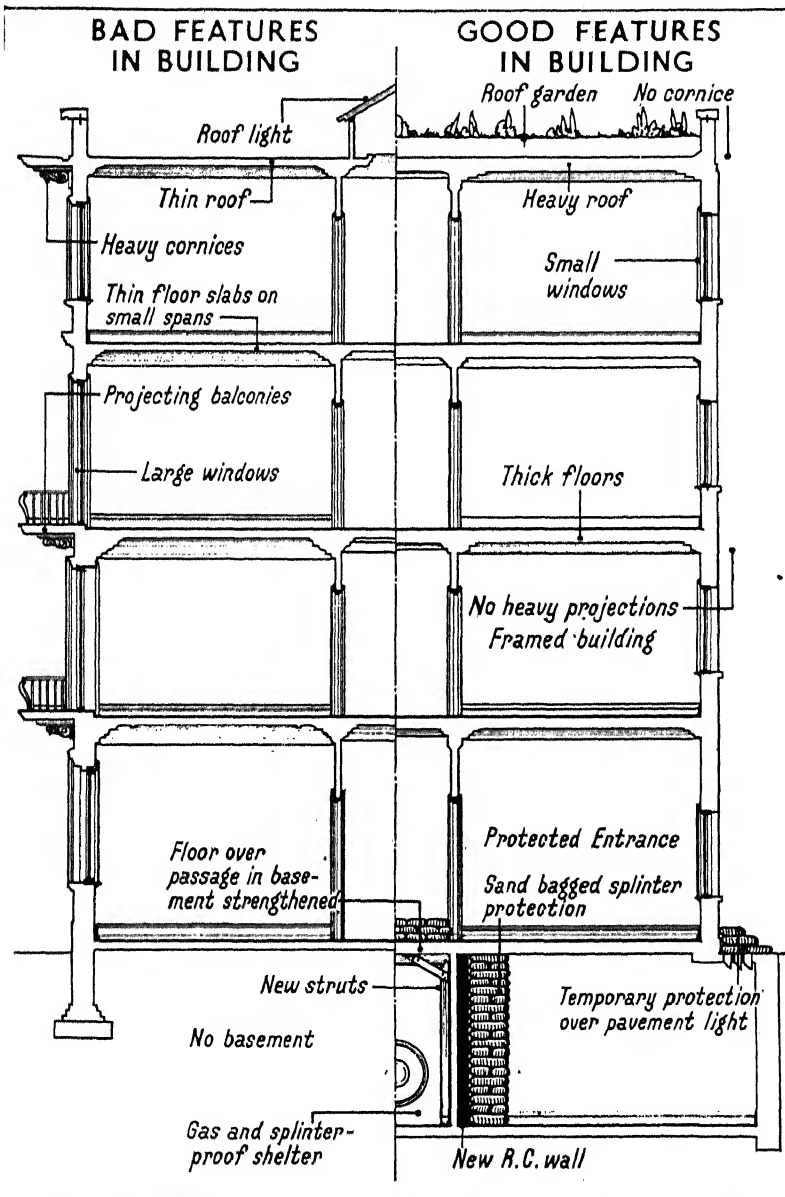 BAD FEATURES
IN BUILDING
GOOD FEATURES
IN BUILDING
Roof light
Thin roof
Heavy cornices
Thin floor slabs on
small spans
Projecting balconies
Large windows
Floor over
passage in base-
ment strengthened
New struts
No basement
Gas and splinter-
proof shelter
Roof garden
No cornice
Heavy roof
Small
windows
Thick floors
No heavy projections
Framed building
Protected Entrance
Sand bagged splinter
protection
Temporary protection
over pavement light
New R.C. wall